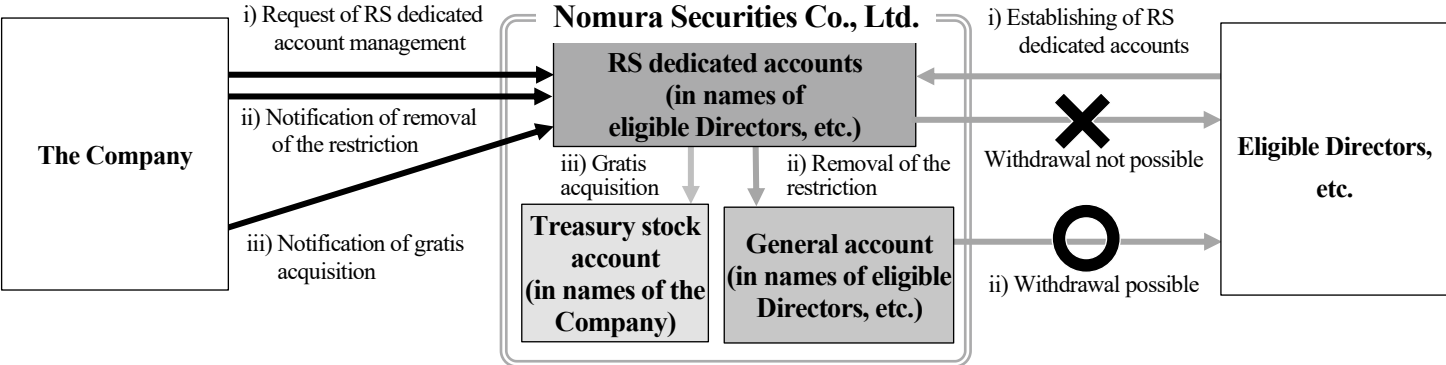 i) Request of RS dedicated
account management
ii) Notification of removal
of the restriction
The Company
iii) Notification of gratis
acquisition
Nomura Securities Co., Ltd.
RS dedicated accounts
(in names of
eligible Directors, etc.)
iii) Gratis
acquisition
ii) Removal of the
restriction
Treasury stock
account
(in names of the
Company)
General account
(in names of eligible
Directors, etc.)
i) Establishing of RS
dedicated accounts
Withdrawal not possible
ii) Withdrawal possible
Eligible Directors,
etc.